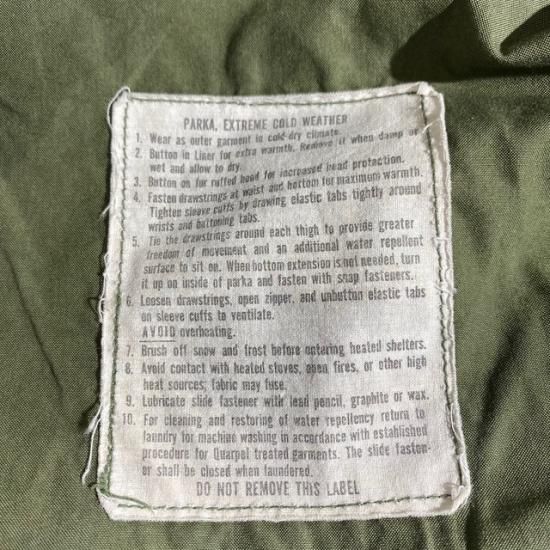 PARKA, EXTREME COLD WEATHER
1. Wear as outer garment in cold-dry climate.
2. Button in Liner for extra warmth. Remove it when damp or
wet and allow to dry.
3. Button on fur ruffed hood for increased head protection.
4. Fasten drawstrings at waist and bottom for maximum warmth.
Tighten sleeve cuffs by drawing elastic tabs tightly around
wrists and buttoning tabs.
5. Tie the drawstrings around each thigh to provide greater
freedom of movement and an additional water repellent
surface to sit on. When bottom extension is not needed, turn
it up on inside of parka and fasten with snap fasteners.
6. Loosen drawstrings, open zipper, and unbutton elastic tabs
on sleeve cuffs to ventilate.
AVOID overheating.
7. Brush off snow and frost before entering heated shelters.
8. Avoid contact with heated stoves, open fires, or other high
heat sources; fabric may fuse.
9. Lubricate slide fastener with lead pencil, graphite or wax.
10. For cleaning and restoring of water repellency return to
laundry for machine washing in accordance with established
procedure for Quarpel treated garments. The slide fasten-
er shall be closed when laundered.
DO NOT REMOVE THIS LABEL